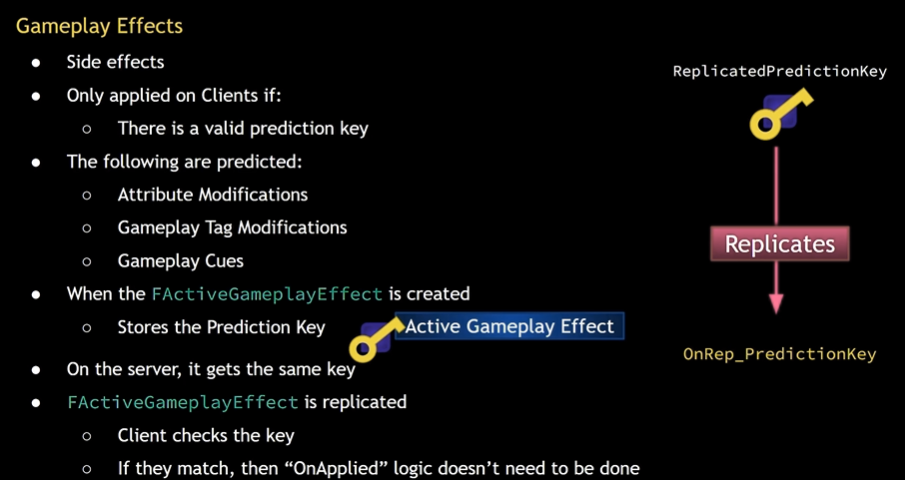 Gameplay Effects
● Side effects
● Only applied on Clients if:
○ There is a valid prediction key
● The following are predicted:
○ Attribute Modifications
○ Gameplay Tag Modifications
○ Gameplay Cues
● When the FActiveGameplayEffect is created
○ Stores the Prediction Key
Active Gameplay Effect
● On the server, it gets the same key
● FActiveGameplayEffect is replicated
○ Client checks the key
○ If they match, then “OnApplied” logic doesn’t need to be done
ReplicatedPredictionKey
Replicates
OnRep_PredictionKey